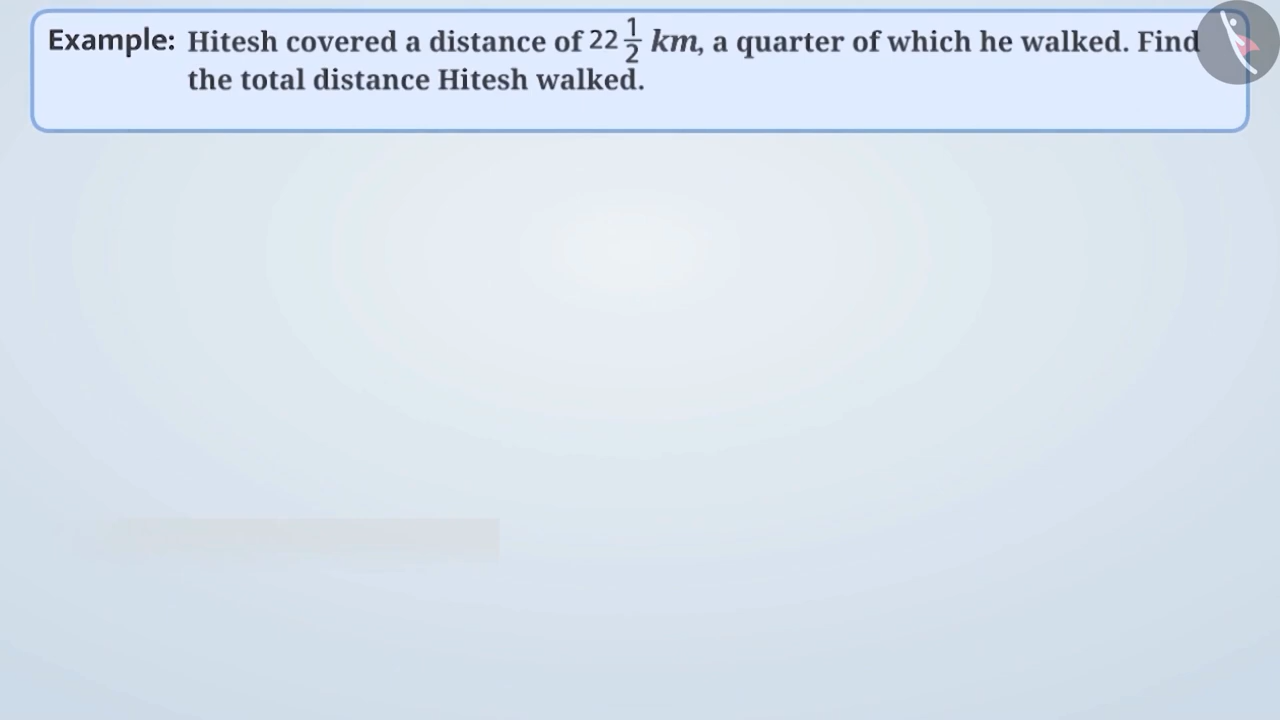 Example: Hitesh covered a distance of 22 1/2 km, a quarter of which he walked. Find
the total distance Hitesh walked.